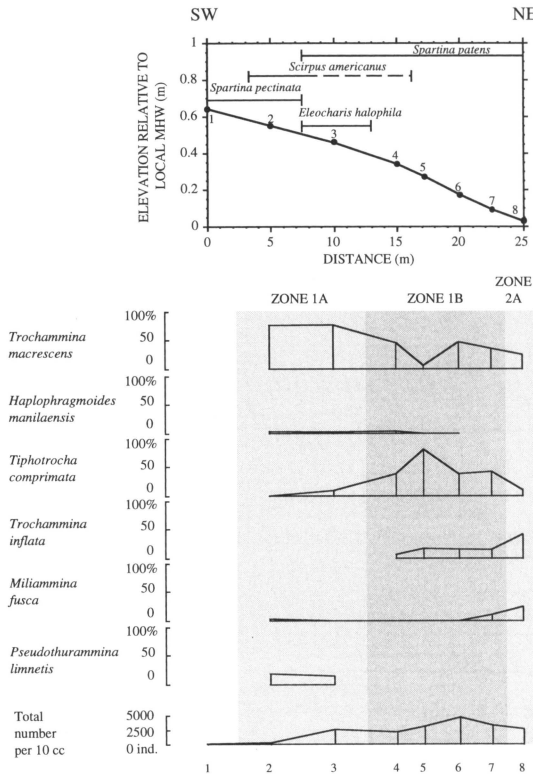 SW NE
ELEVATION RELATIVE TO
LOCAL MHW (m)
1
0.8
0.6
0.4
0.2
0
Spartina patens
Scirpus americanus
Spartina pectinata
Eleocharis halophila
1 2 3 4 5 6 7 8
0 5 10 15 20 25
DISTANCE (m)
ZONE 1A
ZONE 1B
ZONE
2A
Trochammina
macrescens
100%
50
0
Haplophragmoides
manilaensis
100%
50
0
Tiphotrocha
comprimata
100%
50
0
Trochammina
inflata
100%
50
0
Miliammina
fusca
100%
50
0
Pseudothurammina
limnetis
100%
50
0
Total
number
per 10 cc
5000
2500
0 ind.
1 2 3 4 5 6 7 8